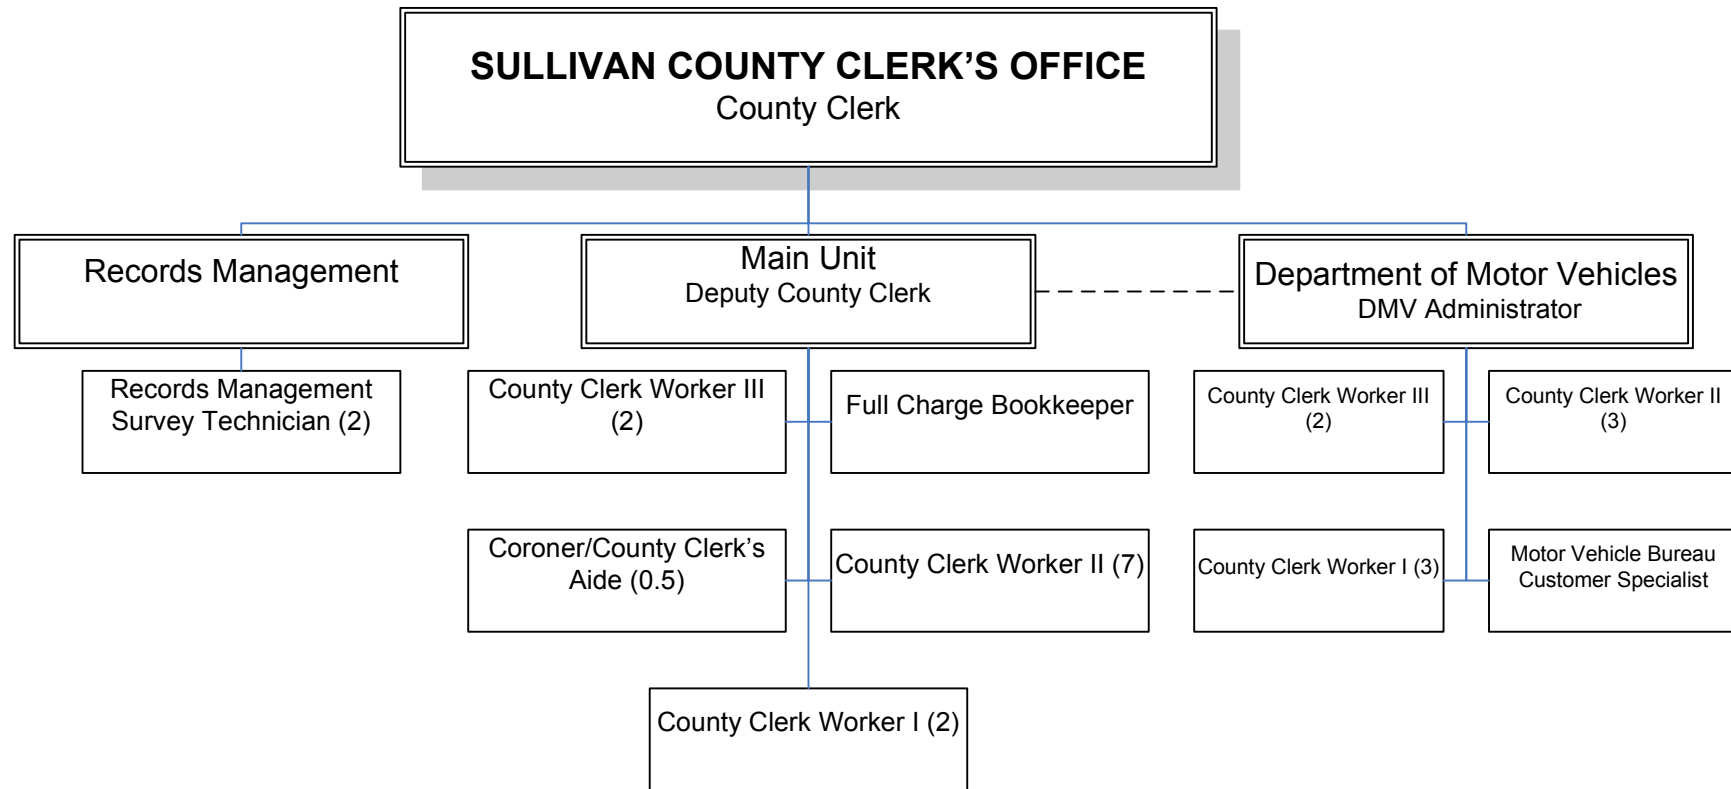 SULLIVAN COUNTY CLERK’S OFFICE
County Clerk
Records Management
Main Unit
Deputy County Clerk
Department of Motor Vehicles
DMV Administrator
Records Management
Survey Technician (2)
County Clerk Worker III
(2)
Full Charge Bookkeeper
County Clerk Worker III
(2)
County Clerk Worker II
(3)
Coroner/County Clerk’s
Aide (0.5)
County Clerk Worker II (7)
County Clerk Worker I (3)
Motor Vehicle Bureau
Customer Specialist
County Clerk Worker I (2)